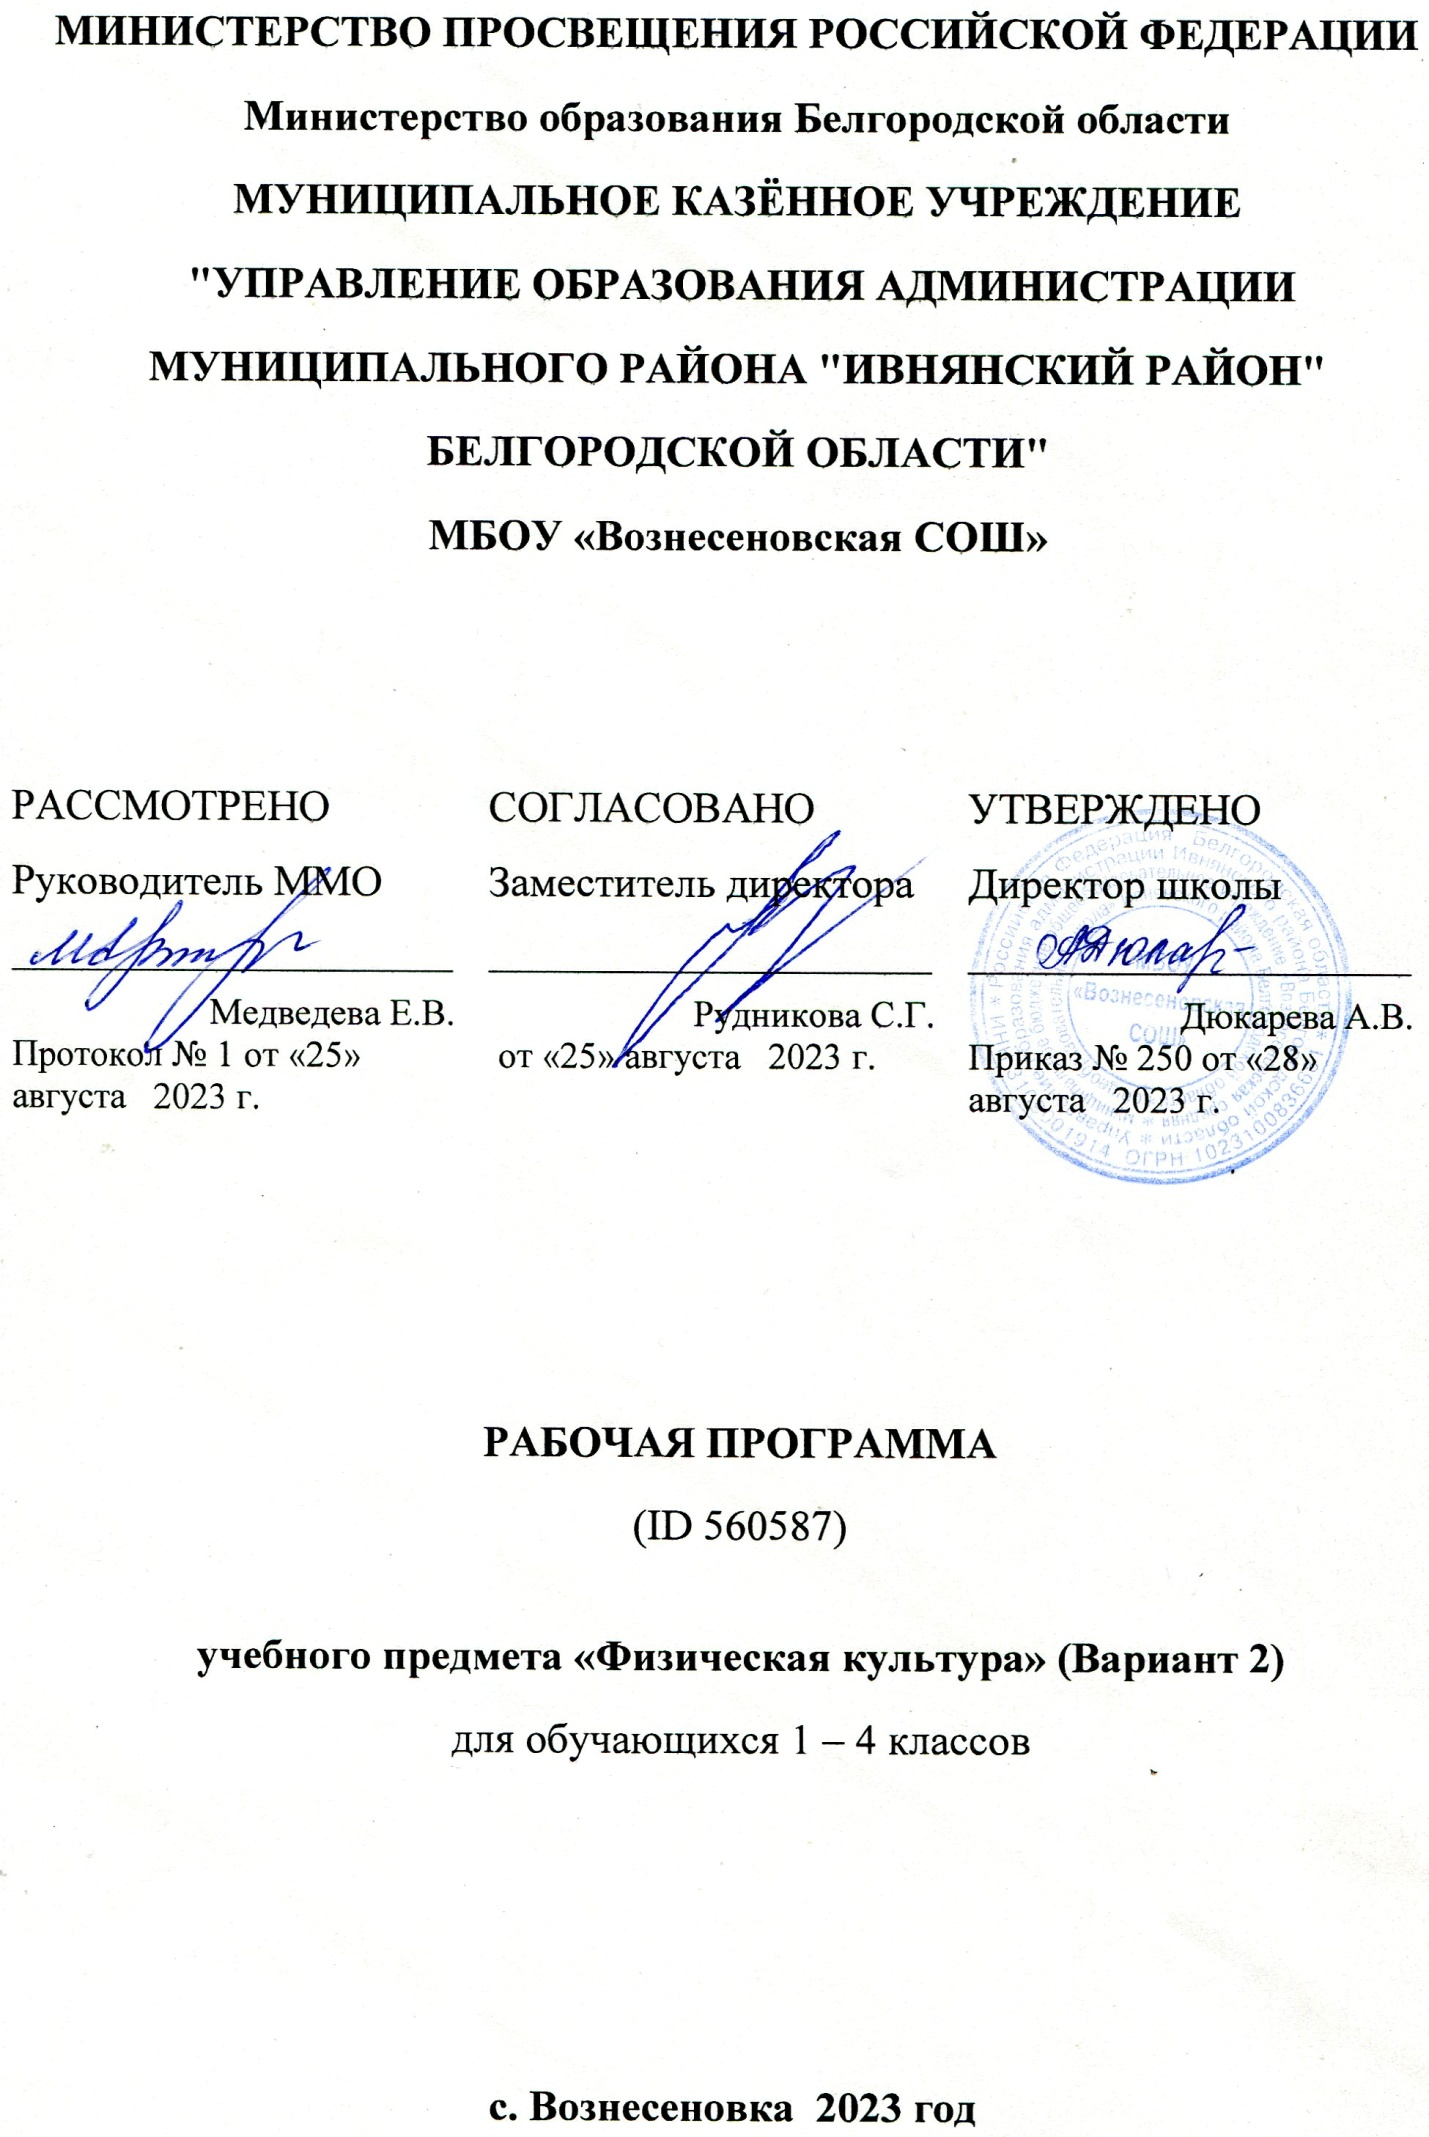 МИНИСТЕРСТВО ПРОСВЕЩЕНИЯ РОССИЙСКОЙ ФЕДЕРАЦИИ
Министерство образования Белгородской области
МУНИЦИПАЛЬНОЕ КАЗЁННОЕ УЧРЕЖДЕНИЕ
"УПРАВЛЕНИЕ ОБРАЗОВАНИЯ АДМИНИСТРАЦИИ
МУНИЦИПАЛЬНОГО РАЙОНА "ИВНЯНСКИЙ РАЙОН"
БЕЛГОРОДСКОЙ ОБЛАСТИ"
МБОУ «Вознесеновская СОШ»
РАССМОТРЕНО
Руководитель ММО
Медведева Е.В.
Протокол № 1 от «25»
августа 2023 г.
СОГЛАСОВАНО
Заместитель директора
Рудникова С.Г.
от «25» августа 2023 г.
УТВЕРЖДЕНО
Директор школы
Дюкарева А.В.
Приказ № 250 от «28»
августа 2023 г.
«Вознесеновская
СОШ»
РАБОЧАЯ ПРОГРАММА
(ID 560587)
учебного предмета «Физическая культура» (Вариант 2)
для обучающихся 1 – 4 классов
с. Вознесеновка 2023 год